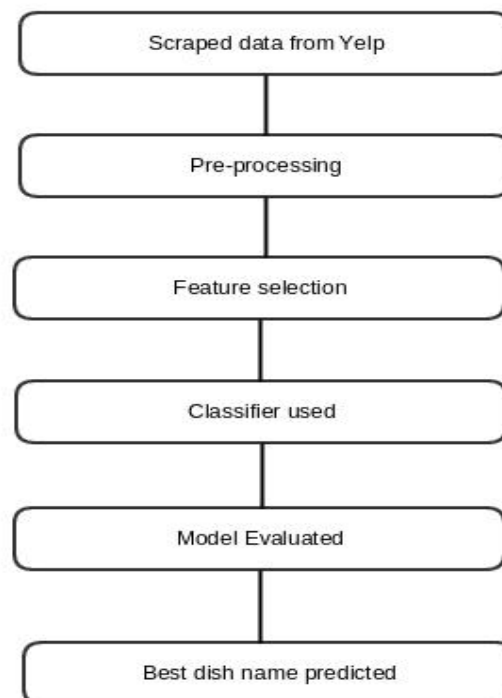 Scraped data from Yelp
Pre-processing
Feature selection
Classifier used
Model Evaluated
Best dish name predicted